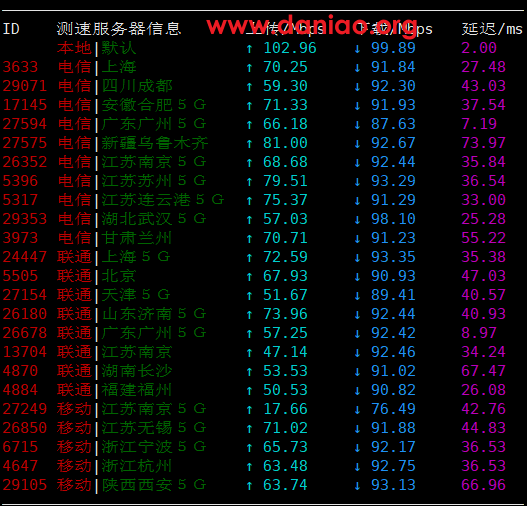 www.daniao.org
ID 测速服务器信息 上传/Mbps 下载/Mbps 延迟/ms
本地|默认 ↑ 102.96 ↓ 99.89 2.00
3633 电信|上海 ↑ 70.25 ↓ 91.84 27.48
29071 电信|四川成都 ↑ 59.30 ↓ 92.30 43.03
17145 电信|安徽合肥５Ｇ ↑ 71.33 ↓ 91.93 37.54
27594 电信|广东广州５Ｇ ↑ 66.18 ↓ 87.63 7.19
27575 电信|新疆乌鲁木齐 ↑ 81.00 ↓ 92.67 73.97
26352 电信|江苏南京５Ｇ ↑ 68.68 ↓ 92.44 35.84
5396 电信|江苏苏州５Ｇ ↑ 79.51 ↓ 93.29 36.54
5317 电信|江苏连云港５Ｇ ↑ 75.37 ↓ 91.29 33.00
29353 电信|湖北武汉５Ｇ ↑ 57.03 ↓ 98.10 25.28
3973 电信|甘肃兰州 ↑ 70.71 ↓ 91.23 55.22
24447 联通|上海５Ｇ ↑ 72.59 ↓ 93.35 35.38
5505 联通|北京 ↑ 67.93 ↓ 90.93 47.03
27154 联通|天津５Ｇ ↑ 51.67 ↓ 89.41 40.57
26180 联通|山东济南５Ｇ ↑ 73.96 ↓ 92.44 40.93
26678 联通|广东广州５Ｇ ↑ 57.25 ↓ 92.42 8.97
13704 联通|江苏南京 ↑ 47.14 ↓ 92.46 34.24
4870 联通|湖南长沙 ↑ 53.53 ↓ 91.02 67.47
4884 联通|福建福州 ↑ 50.53 ↓ 90.82 26.08
27249 移动|江苏南京５Ｇ ↑ 17.66 ↓ 76.49 42.76
26850 移动|江苏无锡５Ｇ ↑ 71.02 ↓ 91.88 44.83
6715 移动|浙江宁波５Ｇ ↑ 65.73 ↓ 92.17 36.53
4647 移动|浙江杭州 ↑ 63.48 ↓ 92.75 36.53
29105 移动|陕西西安５Ｇ ↑ 63.74 ↓ 93.13 66.96